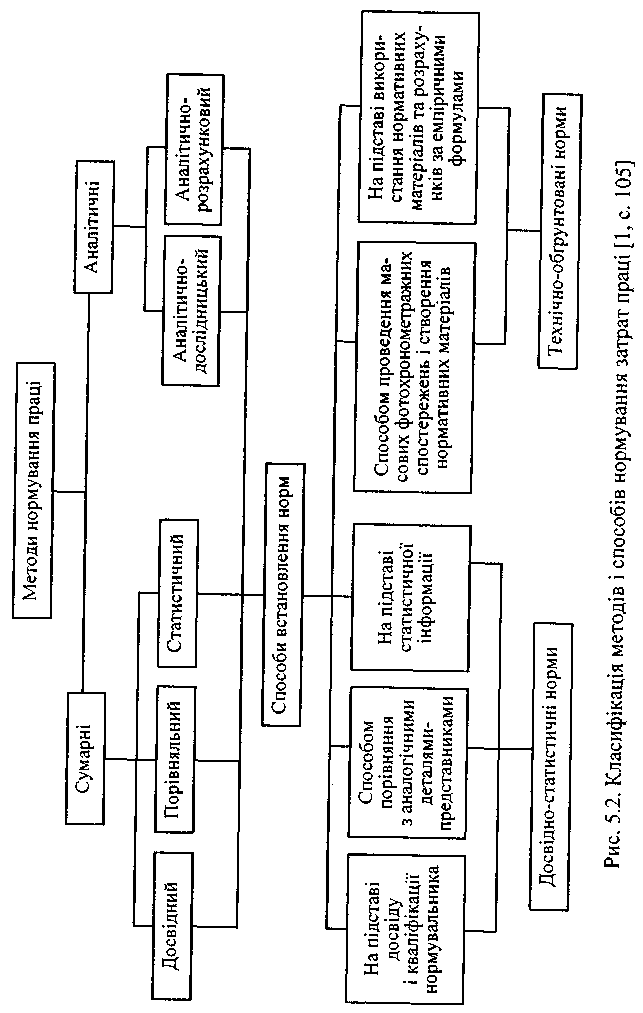 Методи нормування праці
Сумарні
Аналітичні
Досвідний
Порівняльний
Статистичний
Аналітично-
дослідницький
Аналітично-
розрахунковий
Способи встановлення норм
На підставі
досвіду
і кваліфікації
нормувальника
Способом
порівняння
з аналогічними
деталями-
представниками
На підставі
статистичної
інформації
Способом проведення ма-
сових фотохронометражних
спостережень і створення
нормативних матеріалів
На підставі викори-
стання нормативних
матеріалів та розраху-
нків за емпіричними
формулами
Досвідно-статистичні норми
Технічно-обґрунтовані норми
Рис. 5.2. Класифікація методів і способів нормування затрат праці [1, с. 105]